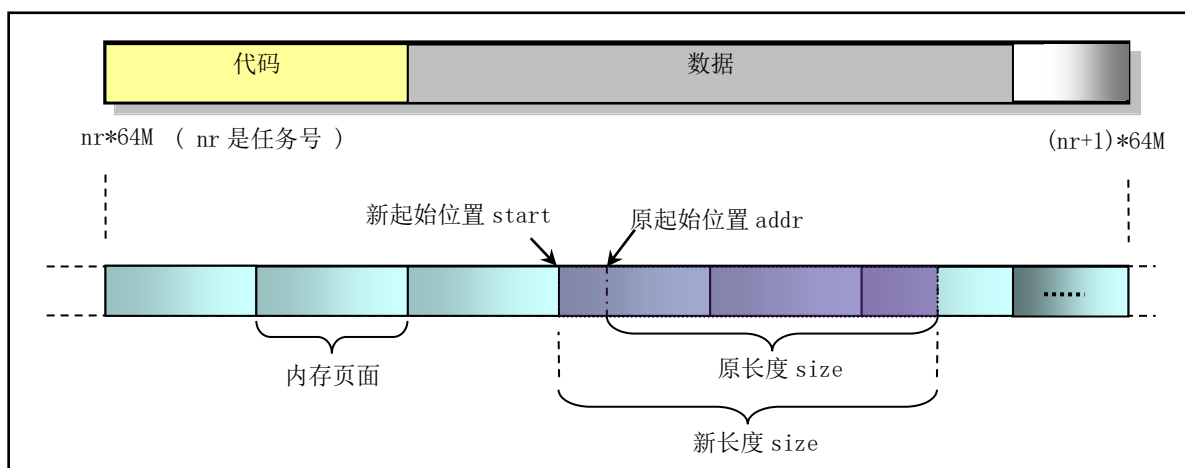 代码 数据
nr*64M ( nr 是任务号 ) (nr+1)*64M
新起始位置 start 原起始位置 addr
......
内存页面 原长度 size
新长度 size